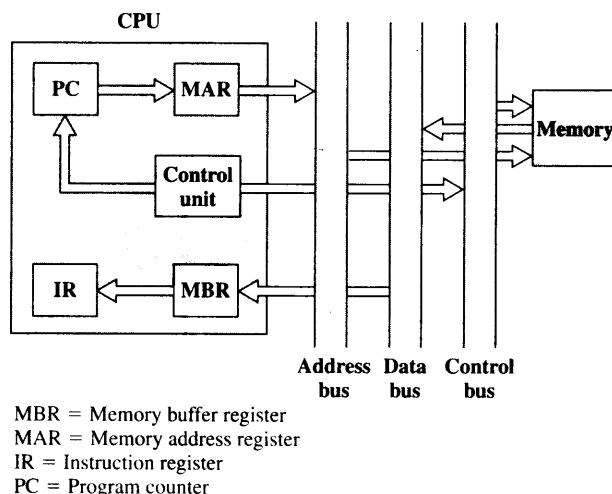 CPU
PC
MAR
Memory
Control
unit
IR
MBR
Address
bus
Data
bus
Control
bus
MBR = Memory buffer register
MAR = Memory address register
IR = Instruction register
PC = Program counter